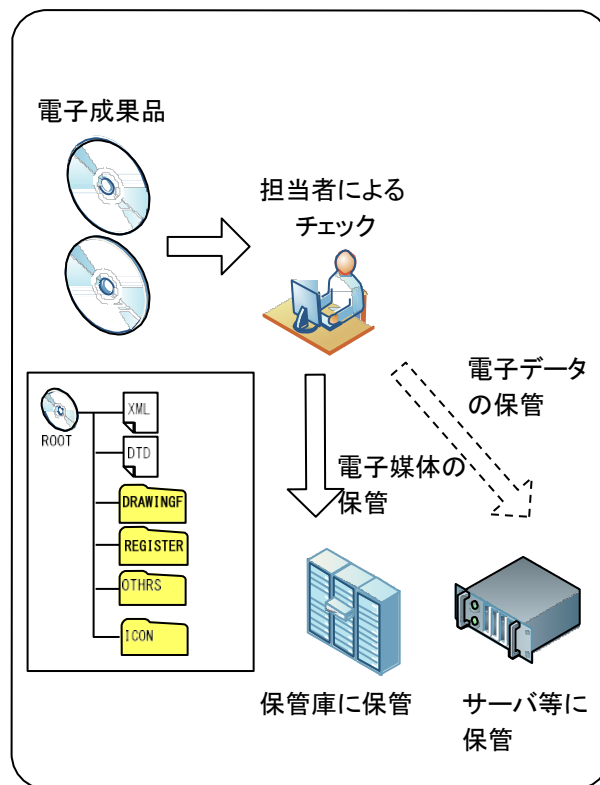 電子成果品
担当者による
チェック
電子データ
の保管
ROOT
XML
DTD
DRAWINGF
REGISTER
OTHRS
ICON
電子媒体の
保管
保管庫に保管
サーバ等に
保管